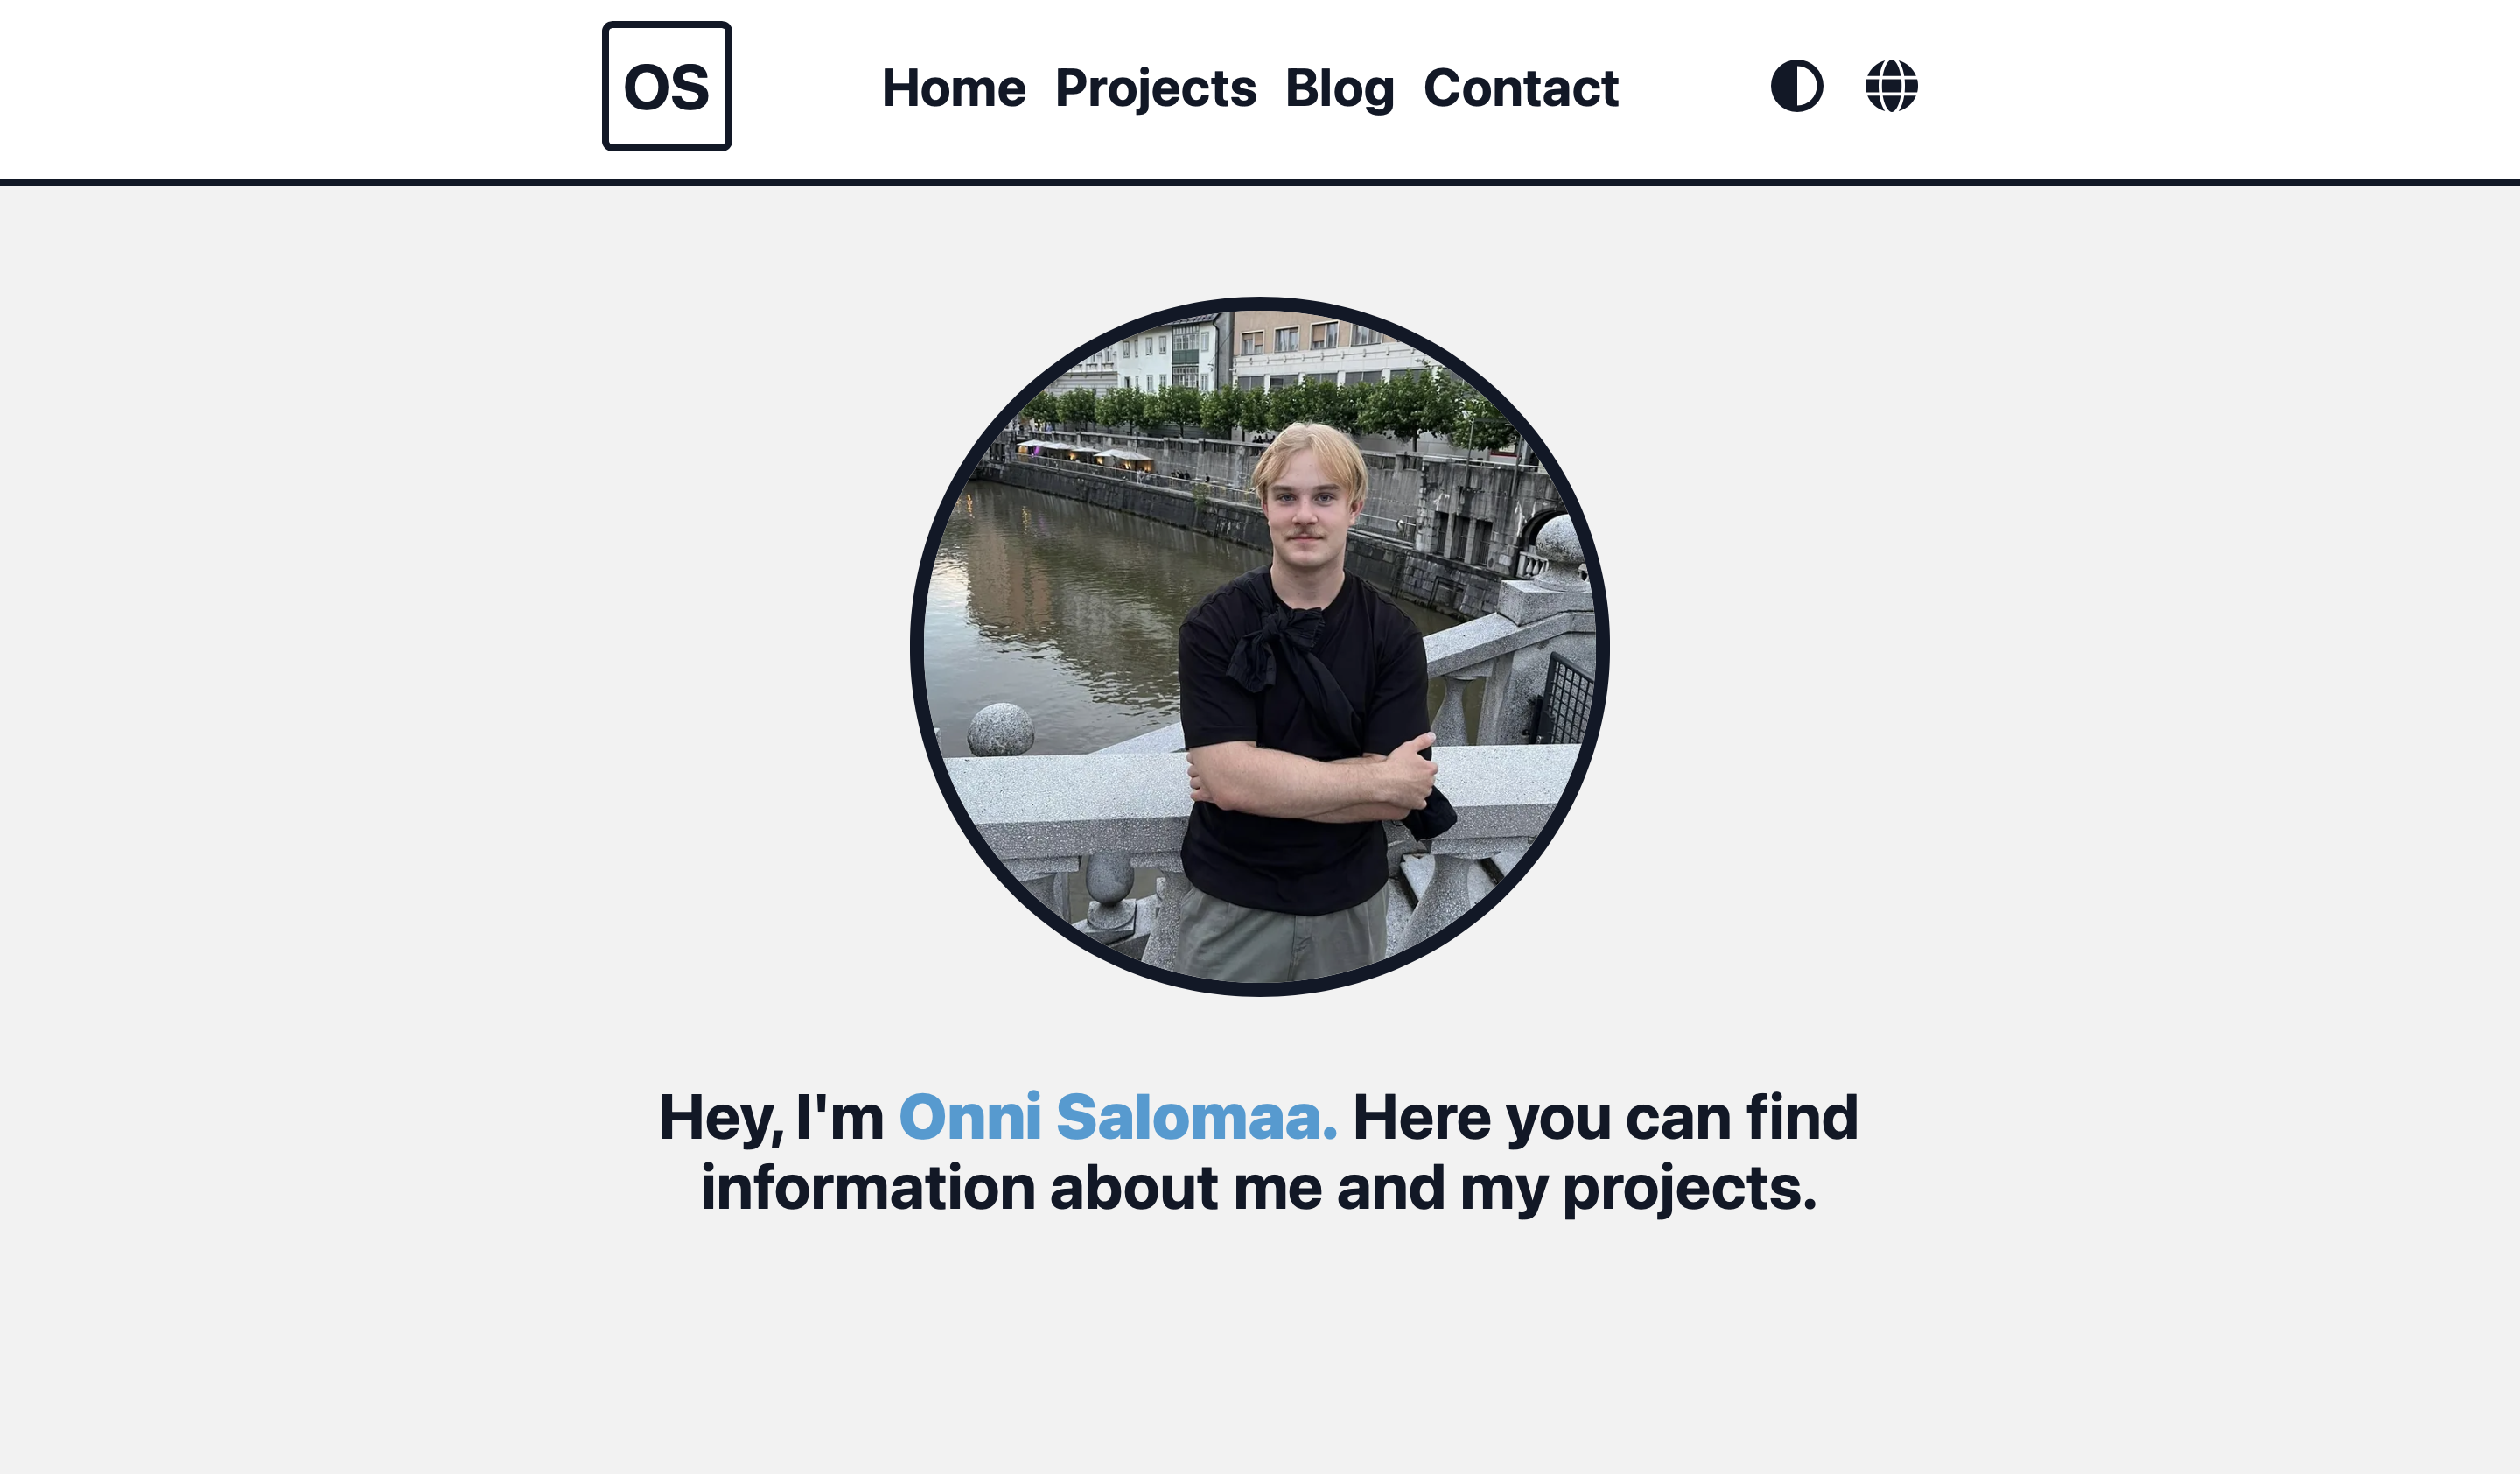 OS
Home Projects Blog Contact
Hey, I'm Onni Salomaa. Here you can find
information about me and my projects.